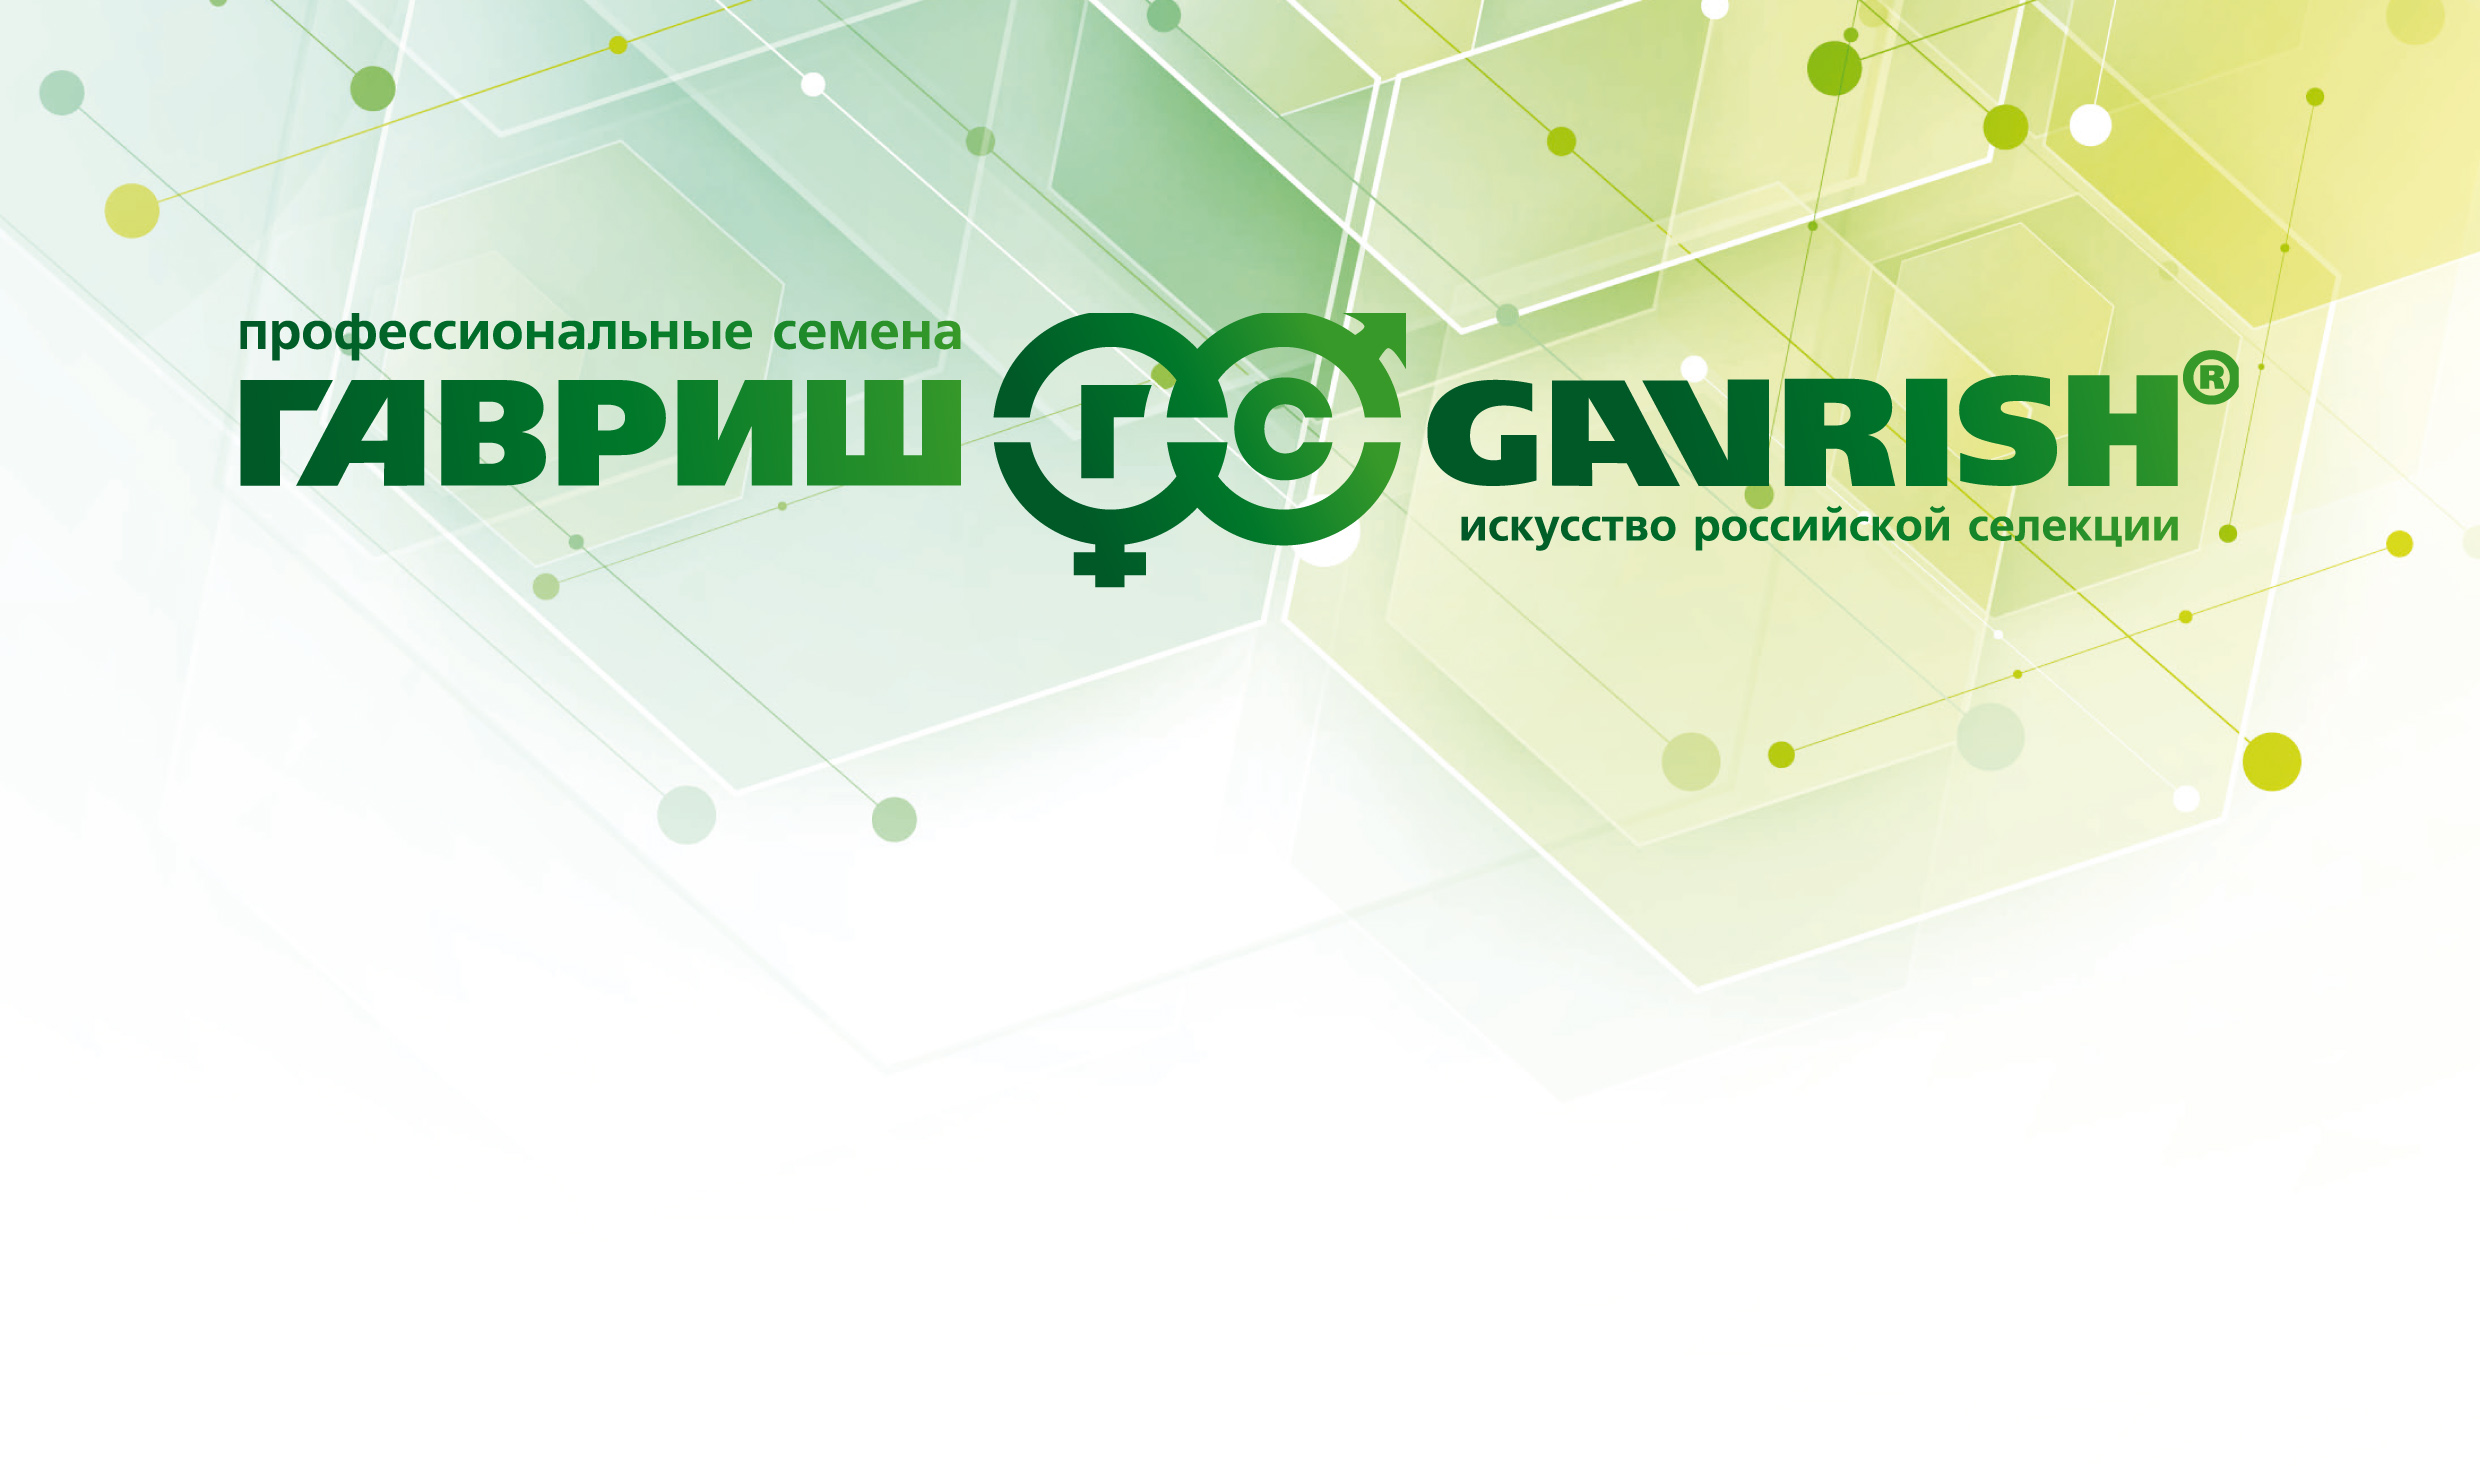 профессиональные семена
ГАВРИШ
гс
GAVRISH®
искусство российской селекции